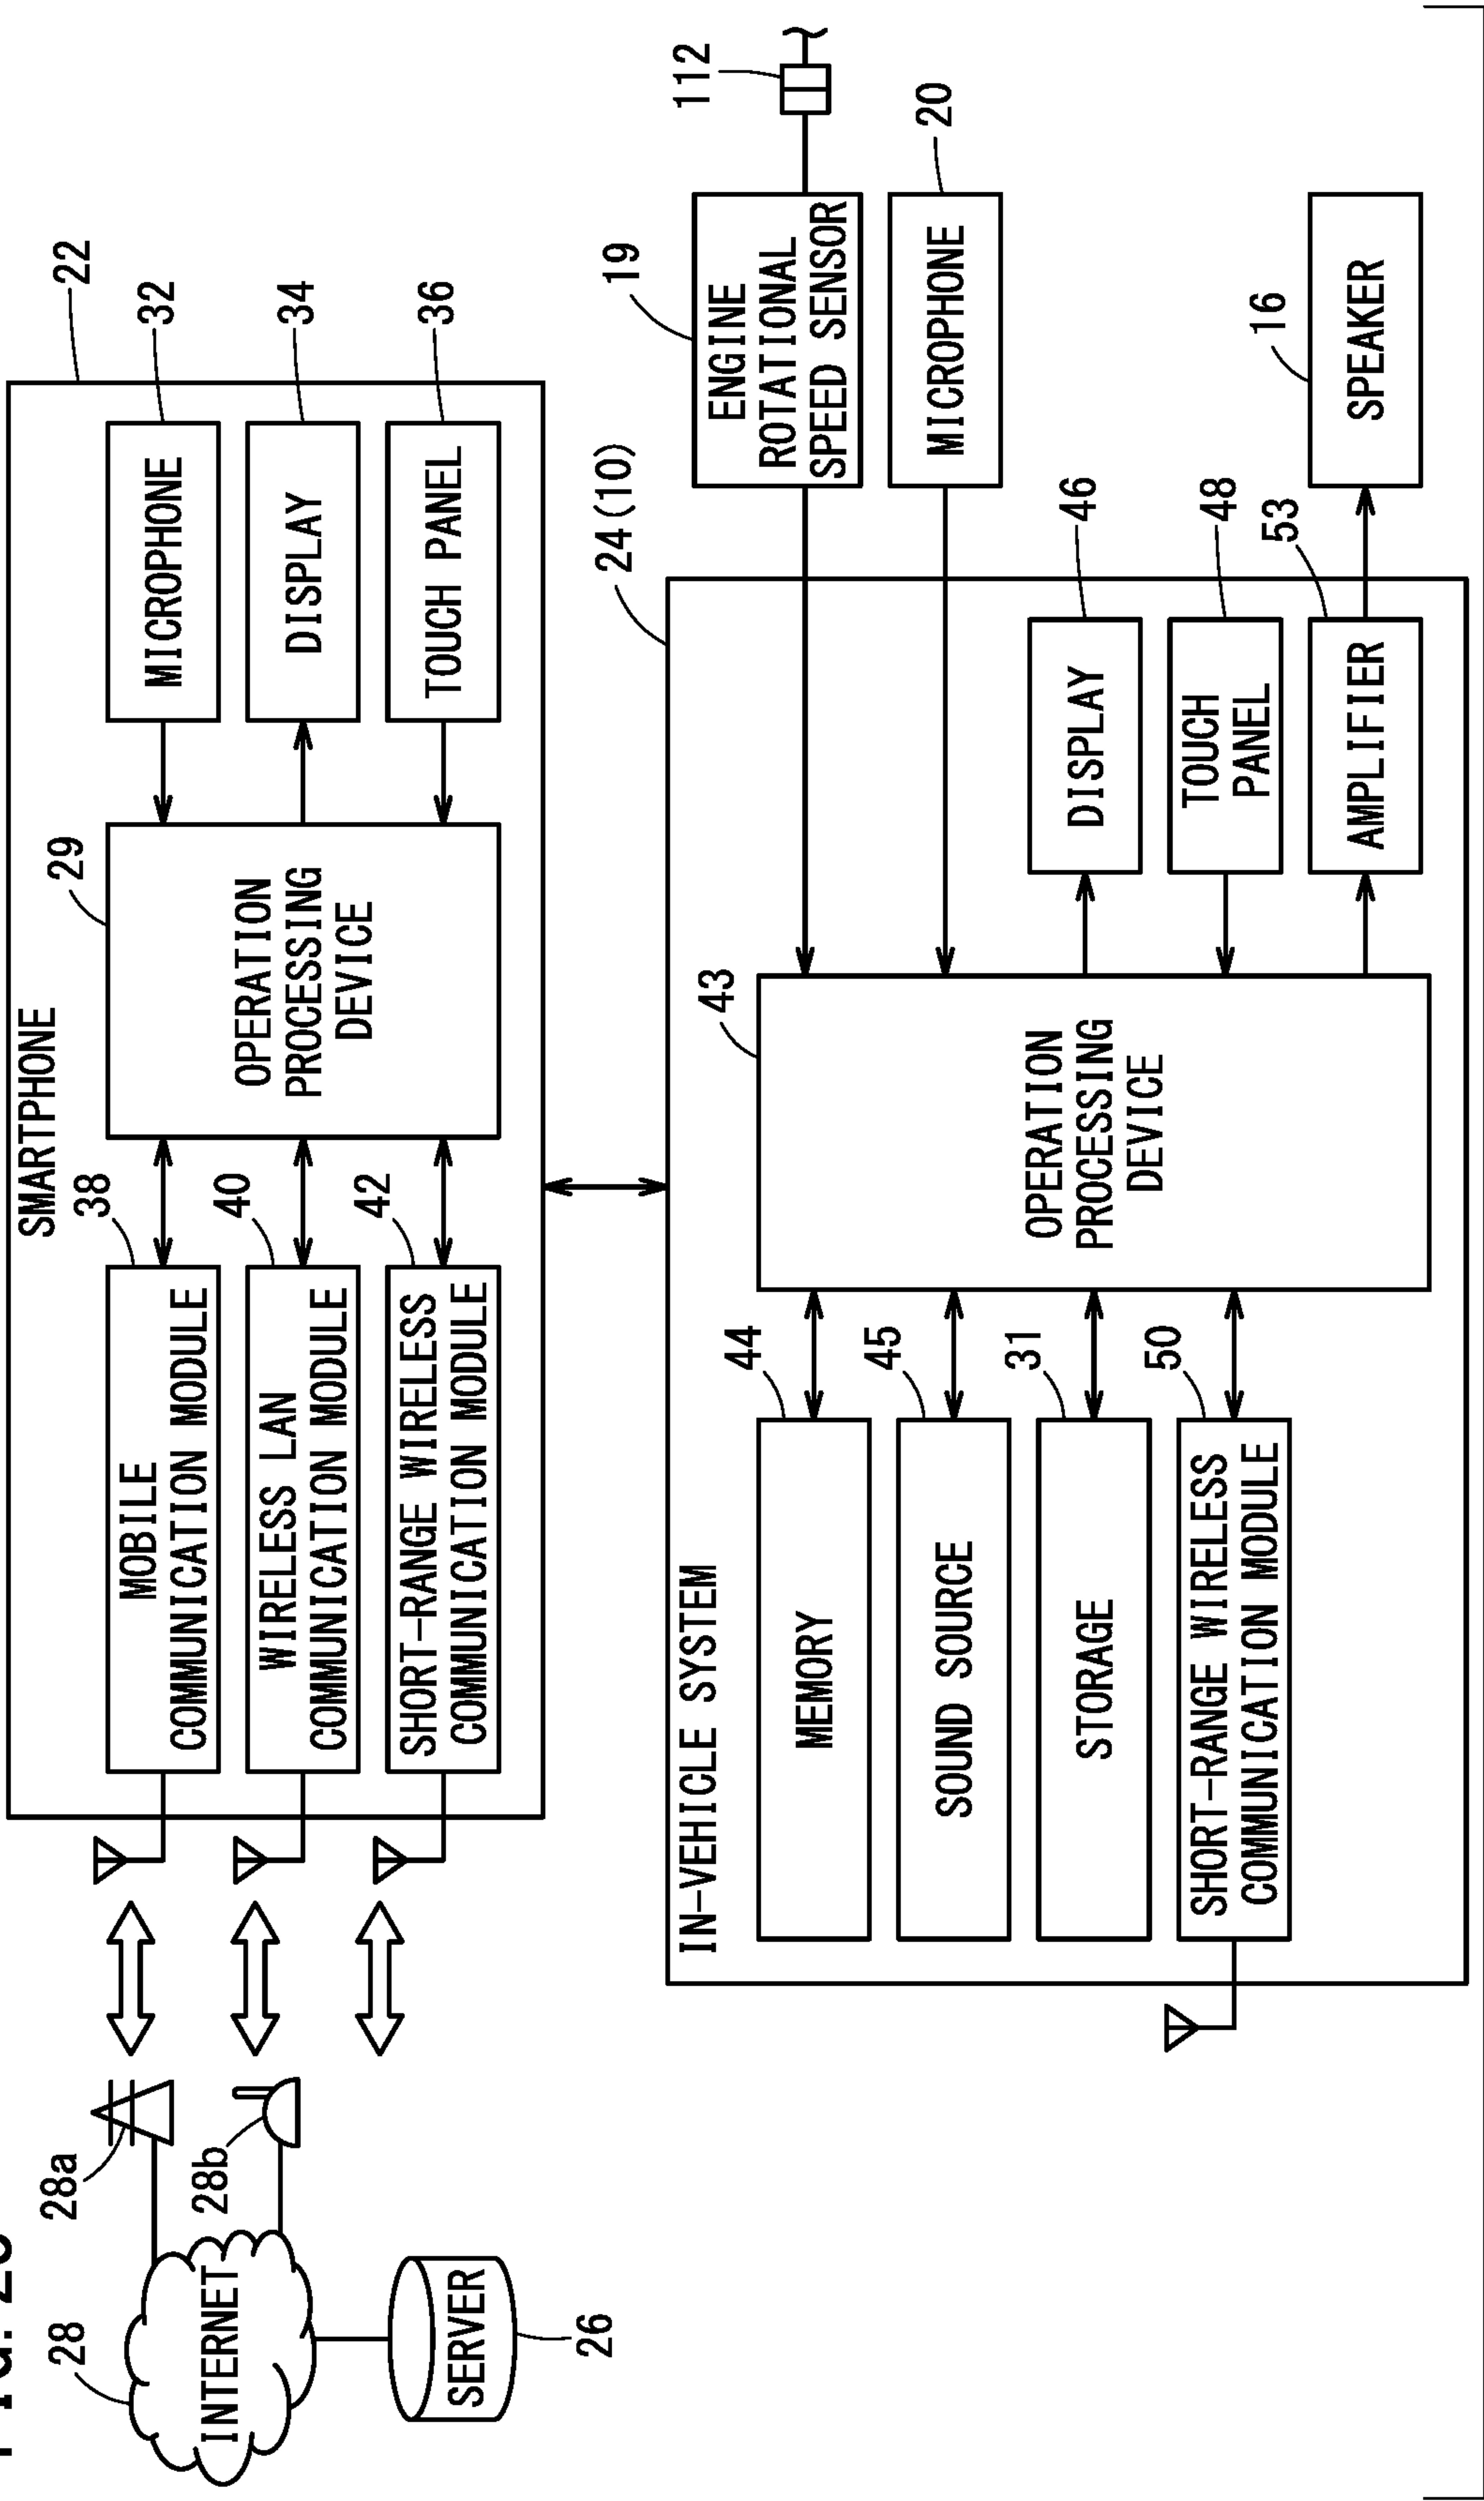 28
28a
28b
INTERNET
SERVER
26
SMARTPHONE
22
38
MOBILE
COMMUNICATION MODULE
40
WIRELESS LAN
COMMUNICATION MODULE
42
SHORT-RANGE WIRELESS
COMMUNICATION MODULE
29
OPERATION
PROCESSING
DEVICE
32
MICROPHONE
34
DISPLAY
36
TOUCH PANEL
24(10)
IN-VEHICLE SYSTEM
44
MEMORY
45
SOUND SOURCE
31
STORAGE
50
SHORT-RANGE WIRELESS
COMMUNICATION MODULE
43
OPERATION
PROCESSING
DEVICE
19
ENGINE
ROTATIONAL
SPEED SENSOR
112
20
MICROPHONE
46
DISPLAY
48
TOUCH
PANEL
53
AMPLIFIER
16
SPEAKER